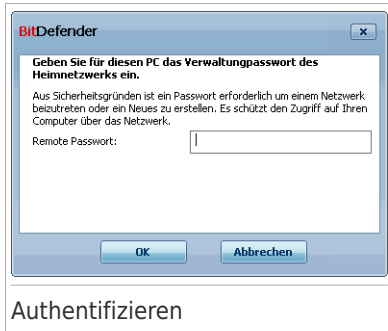 BitDefender
Geben Sie für diesen PC das Verwaltungpasswort des
Heimnetzwerks ein.
Aus Sicherheitsgründen ist ein Passwort erforderlich um einem Netzwerk
beizutreten oder ein Neues zu erstellen. Es schützt den Zugriff auf Ihren
Computer über das Netzwerk.
Remote Passwort:
OK Abbrechen
Authentifizieren